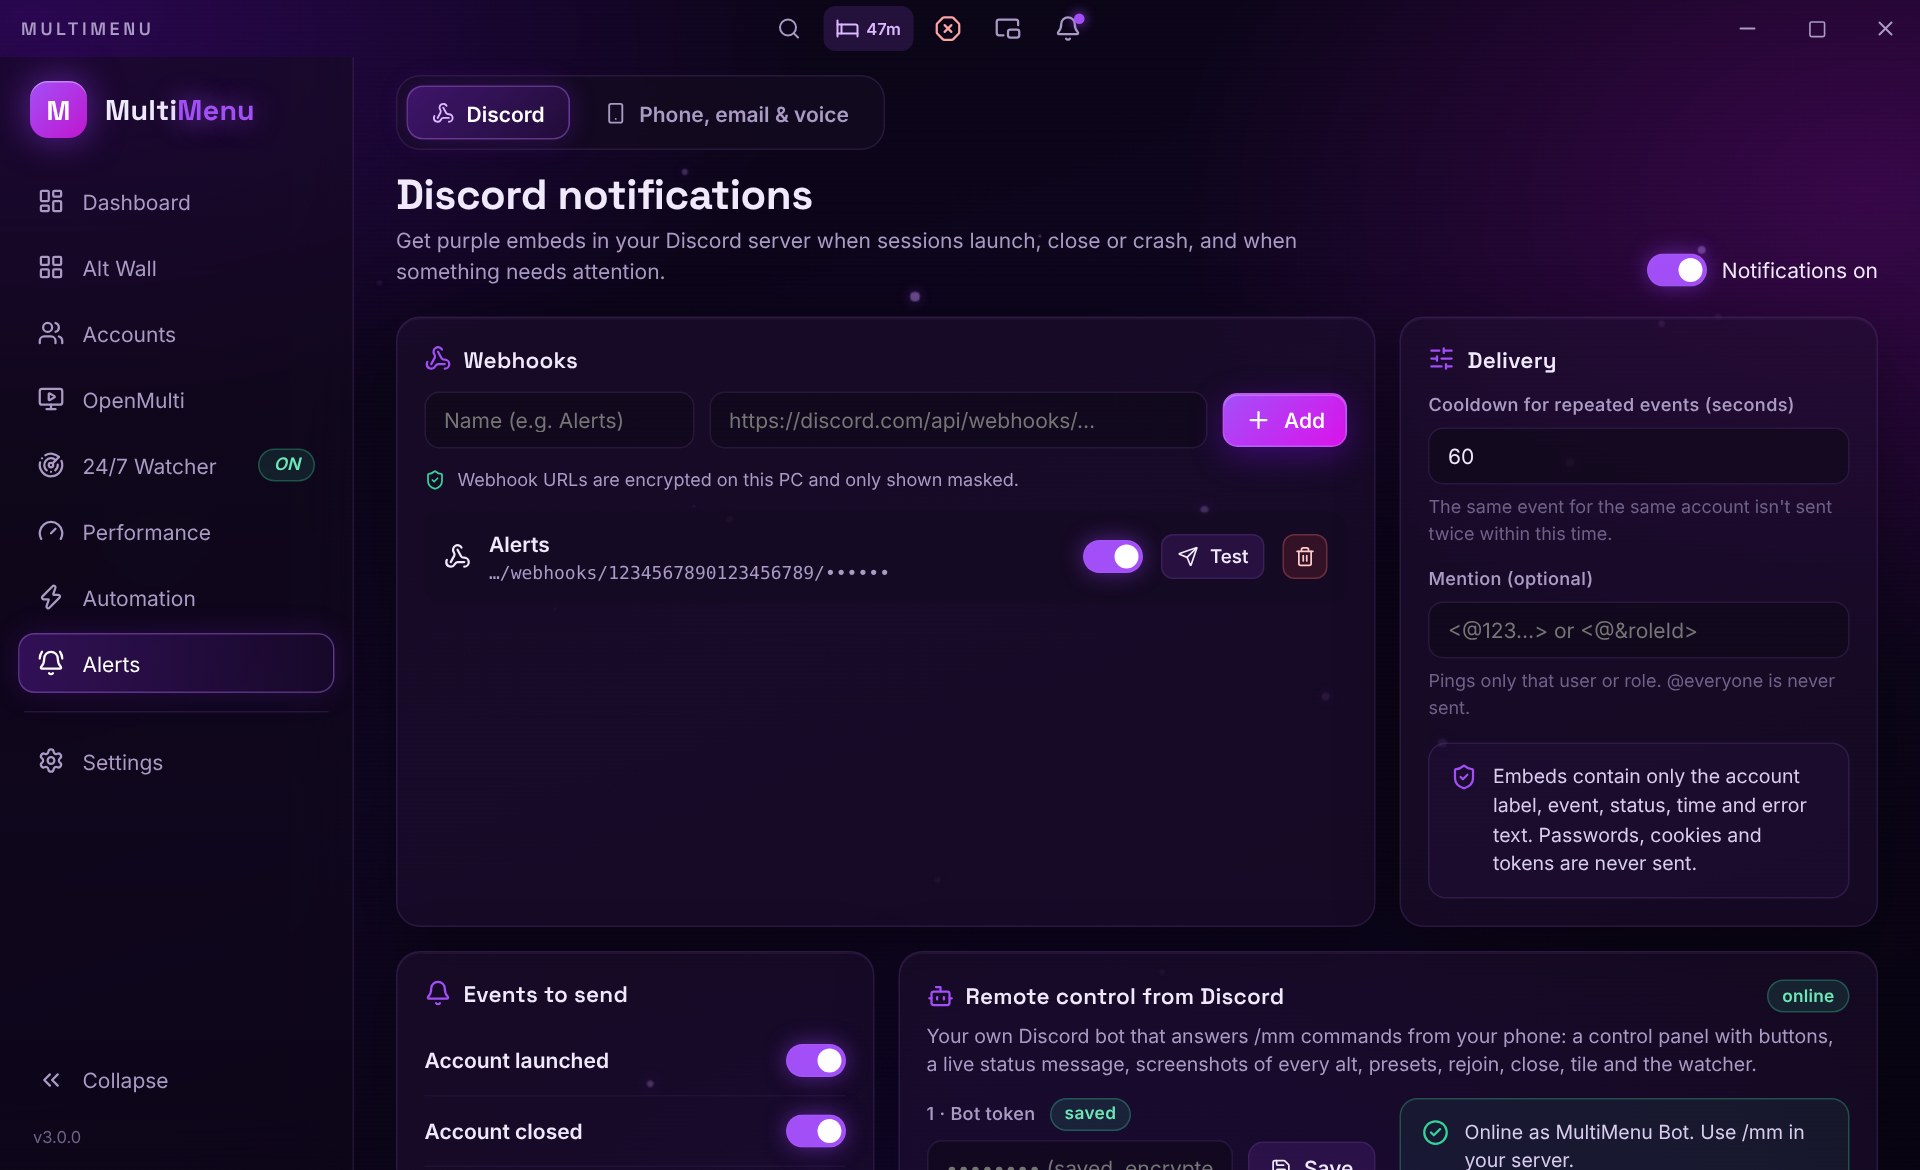 MULTIMENU
47m
M
MultiMenu
Dashboard
Alt Wall
Accounts
OpenMulti
24/7 Watcher
ON
Performance
Automation
Alerts
Settings
Collapse
v3.0.0
Discord
Phone, email & voice
Discord notifications
Get purple embeds in your Discord server when sessions launch, close or crash, and when
something needs attention.
Notifications on
Webhooks
Name (e.g. Alerts)
https://discord.com/api/webhooks/...
Add
Webhook URLs are encrypted on this PC and only shown masked.
Alerts
…/webhooks/1234567890123456789/••••••
Test
Delivery
Cooldown for repeated events (seconds)
60
The same event for the same account isn't sent
twice within this time.
Mention (optional)
<@123...> or <@&roleId>
Pings only that user or role. @everyone is never
sent.
Embeds contain only the account
label, event, status, time and error
text. Passwords, cookies and
tokens are never sent.
Events to send
Account launched
Account closed
Remote control from Discord
online
Your own Discord bot that answers /mm commands from your phone: a control panel with buttons,
a live status message, screenshots of every alt, presets, rejoin, close, tile and the watcher.
1 · Bot token
saved
•••••••• (saved, encrypte
Save
Online as MultiMenu Bot. Use /mm in
your server.